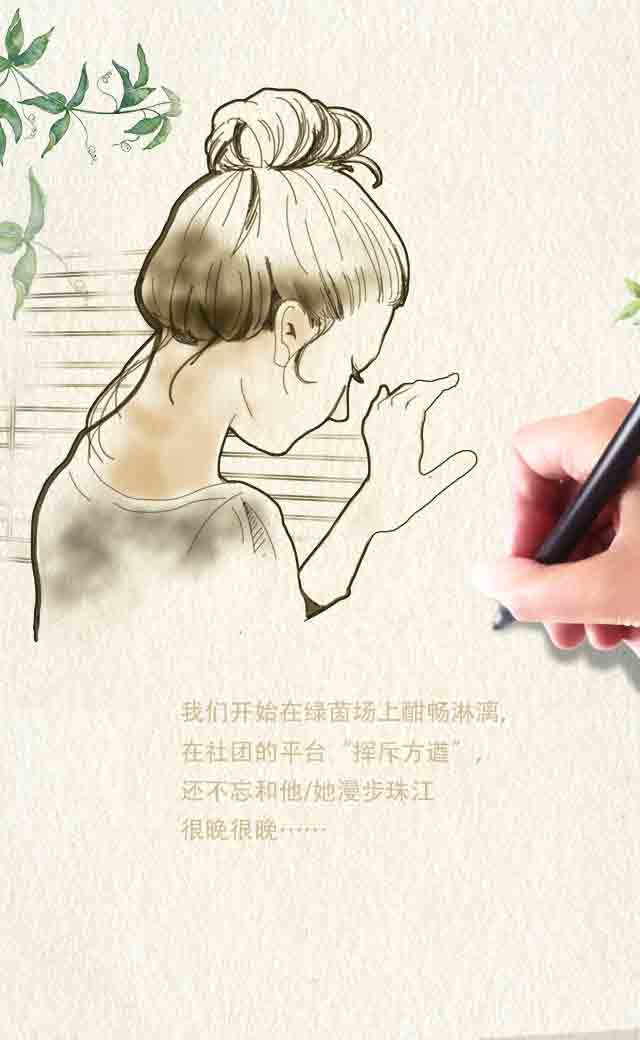 我们开始在绿茵场上酣畅淋漓,
在社团的平台“挥斥方遒”,
还不忘和他/她漫步珠江
很晚很晚……